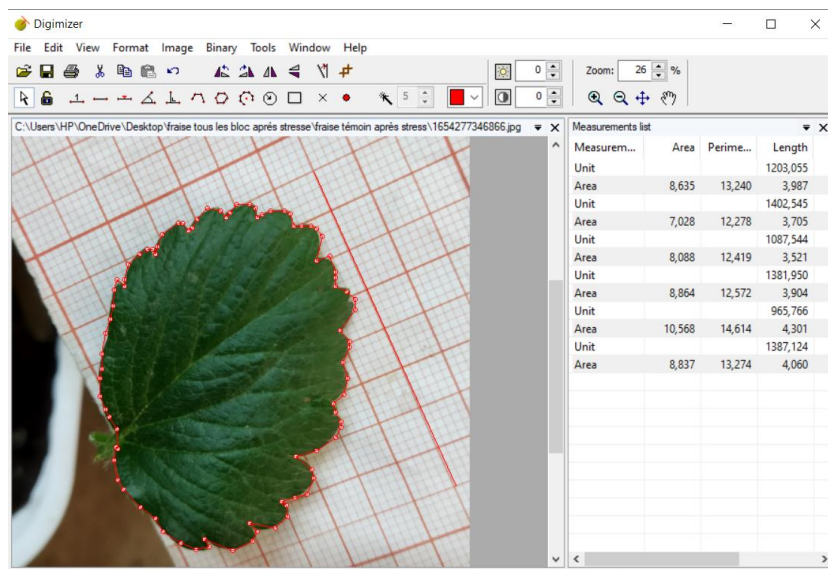 Digimizer
File Edit View Format Image Binary Tools Window Help
0
Zoom: 26 %
5
0
C:\Users\HP\OneDrive\Desktop\fraise tous les bloc aprés stresse\fraise témoin après stress\1654277346866.jpg
Measurements list
Measurem... Area Perime... Length
Unit 1203,055
Area 8,635 13,240 3,987
Unit 1402,545
Area 7,028 12,278 3,705
Unit 1087,544
Area 8,088 12,419 3,521
Unit 1381,950
Area 8,864 12,572 3,904
Unit 965,766
Area 10,568 14,614 4,301
Unit 1387,124
Area 8,837 13,274 4,060